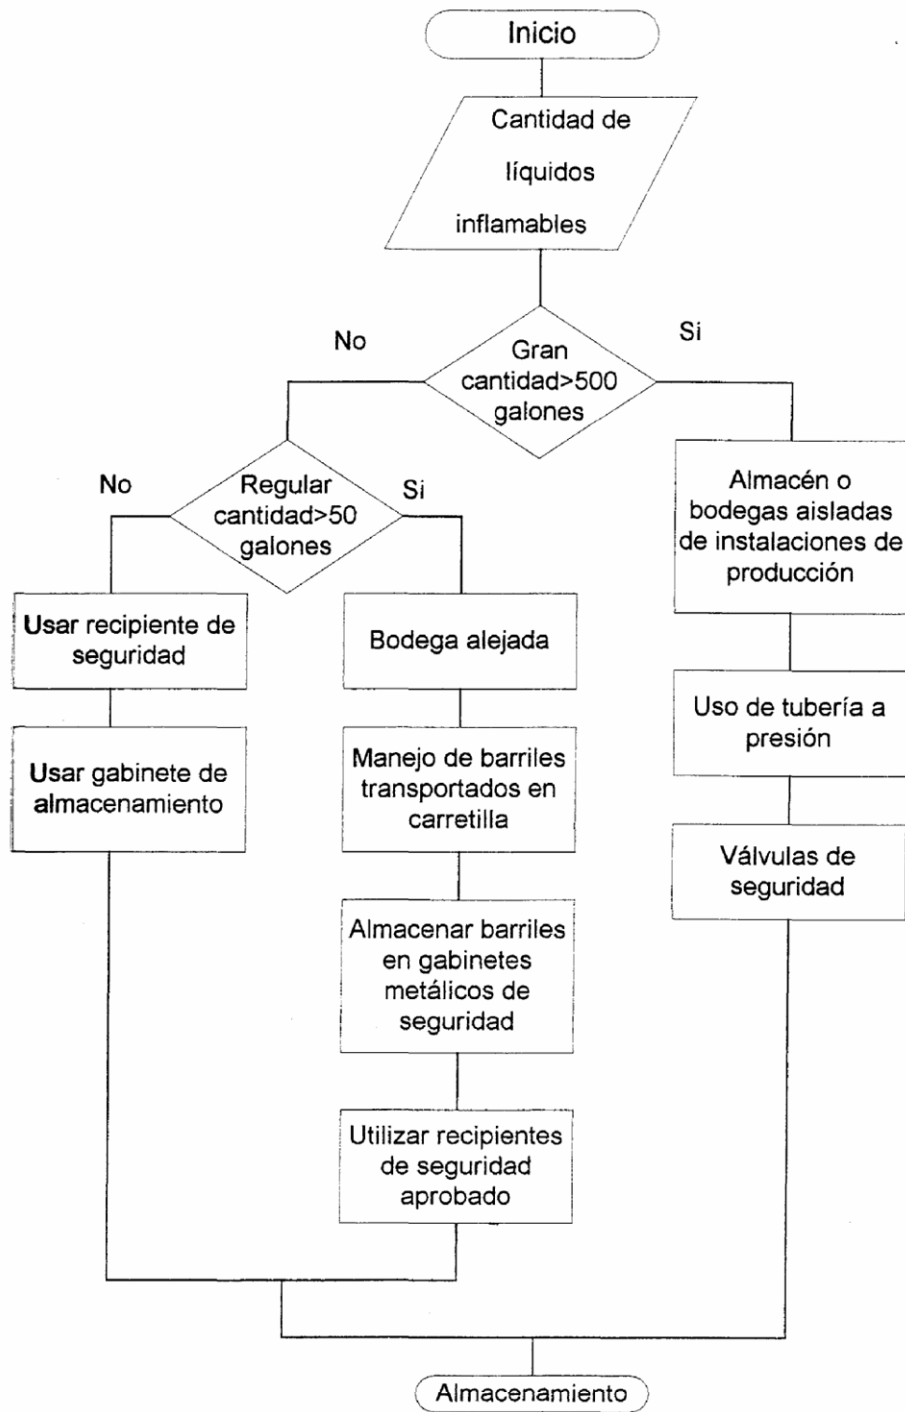 Inicio
Cantidad de
líquidos
inflamables
No
Si
Gran
cantidad>500
galones
No
Si
Regular
cantidad>50
galones
Almacén o
bodegas aisladas
de instalaciones de
producción
Usar recipiente de
seguridad
Bodega alejada
Uso de tubería a
presión
Usar gabinete de
almacenamiento
Manejo de barriles
transportados en
carretilla
Válvulas de
seguridad
Almacenar barriles
en gabinetes
metálicos de
seguridad
Utilizar recipientes
de seguridad
aprobado
Almacenamiento